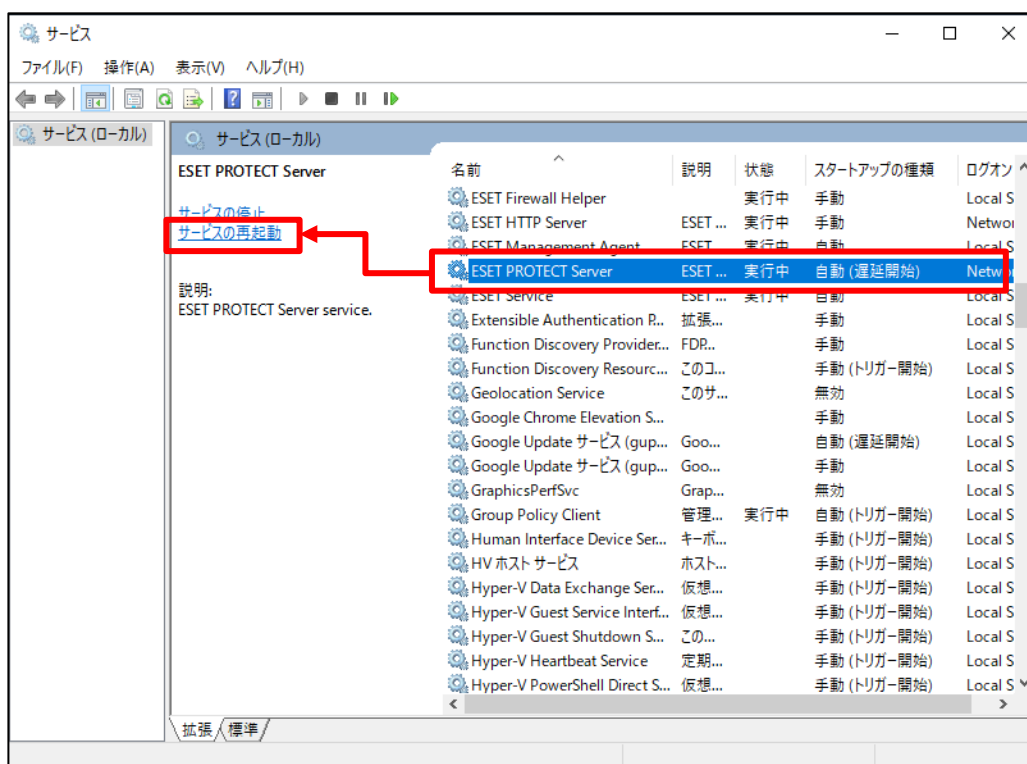 サービス
ファイル(F) 操作(A) 表示(V) ヘルプ(H)
サービス (ローカル)
サービス (ローカル)
ESET PROTECT Server
サービスの停止
サービスの再起動
説明:
ESET PROTECT Server service.
名前 説明 状態 スタートアップの種類 ログオン
ESET Firewall Helper 実行中 手動 Local S
ESET HTTP Server ESET ... 実行中 手動 Networ
ESET Management Agent ESET ... 実行中 自動 Local S
ESET PROTECT Server ESET ... 実行中 自動 (遅延開始) Networ
ESET Service ESET ... 実行中 自動 Local S
Extensible Authentication P... 拡張... 手動 Local S
Function Discovery Provider... FDP... 手動 Local S
Function Discovery Resourc... このコ... 手動 (トリガー開始) Local S
Geolocation Service このサ... 無効 Local S
Google Chrome Elevation S... 手動 Local S
Google Update サービス (gup... Goo... 自動 (遅延開始) Local S
Google Update サービス (gup... Goo... 手動 Local S
GraphicsPerfSvc Grap... 無効 Local S
Group Policy Client 管理... 実行中 自動 (トリガー開始) Local S
Human Interface Device Ser... キーボ... 手動 (トリガー開始) Local S
HV ホスト サービス ホスト... 手動 (トリガー開始) Local S
Hyper-V Data Exchange Ser... 仮想... 手動 (トリガー開始) Local S
Hyper-V Guest Service Interf... 仮想... 手動 (トリガー開始) Local S
Hyper-V Guest Shutdown S... この... 手動 (トリガー開始) Local S
Hyper-V Heartbeat Service 定期... 手動 (トリガー開始) Local S
Hyper-V PowerShell Direct S... 仮想... 手動 (トリガー開始) Local S
拡張 標準